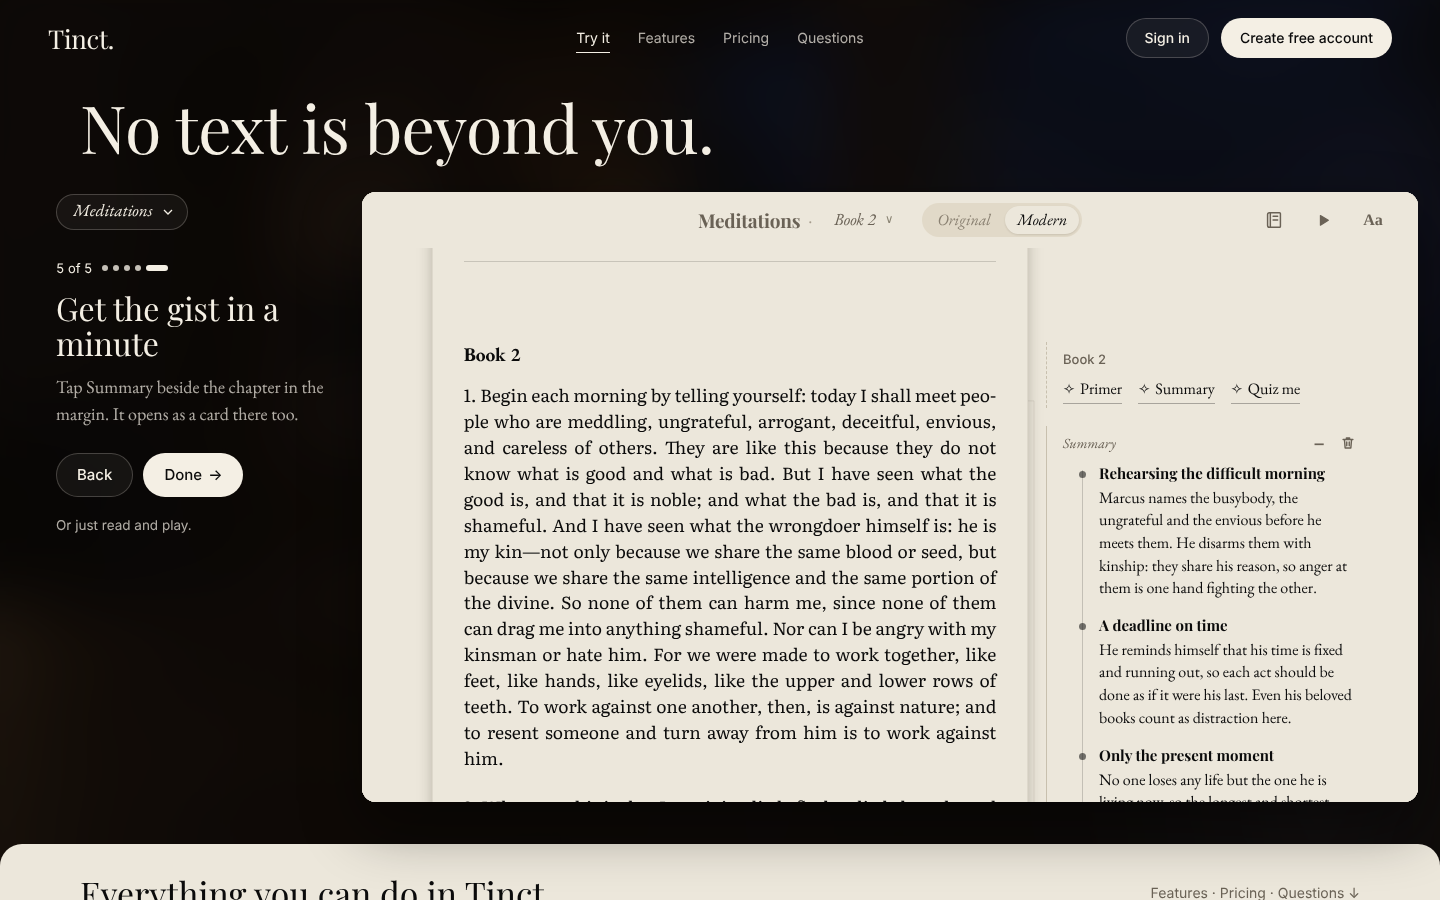 Tinct.
Try it
Features
Pricing
Questions
Sign in
Create free account
No text is beyond you.
Meditations
5 of 5
Get the gist in a
minute
Tap Summary beside the chapter in the
margin. It opens as a card there too.
Back
Done →
Or just read and play.
Meditations ·
Book 2
Original
Modern
Aa
Book 2
1. Begin each morning by telling yourself: today I shall meet peo-
ple who are meddling, ungrateful, arrogant, deceitful, envious,
and careless of others. They are like this because they do not
know what is good and what is bad. But I have seen what the
good is, and that it is noble; and what the bad is, and that it is
shameful. And I have seen what the wrongdoer himself is: he is
my kin—not only because we share the same blood or seed, but
because we share the same intelligence and the same portion of
the divine. So none of them can harm me, since none of them
can drag me into anything shameful. Nor can I be angry with my
kinsman or hate him. For we were made to work together, like
feet, like hands, like eyelids, like the upper and lower rows of
teeth. To work against one another, then, is against nature; and
to resent someone and turn away from him is to work against
him.
Book 2
✧ Primer
✧ Summary
✧ Quiz me
Summary
Rehearsing the difficult morning
Marcus names the busybody, the
ungrateful and the envious before he
meets them. He disarms them with
kinship: they share his reason, so anger at
them is one hand fighting the other.
A deadline on time
He reminds himself that his time is fixed
and running out, so each act should be
done as if it were his last. Even his beloved
books count as distraction here.
Only the present moment
No one loses any life but the one he is
living now, so the longest and shortest
Everything you can do in Tinct
Features · Pricing · Questions ↓